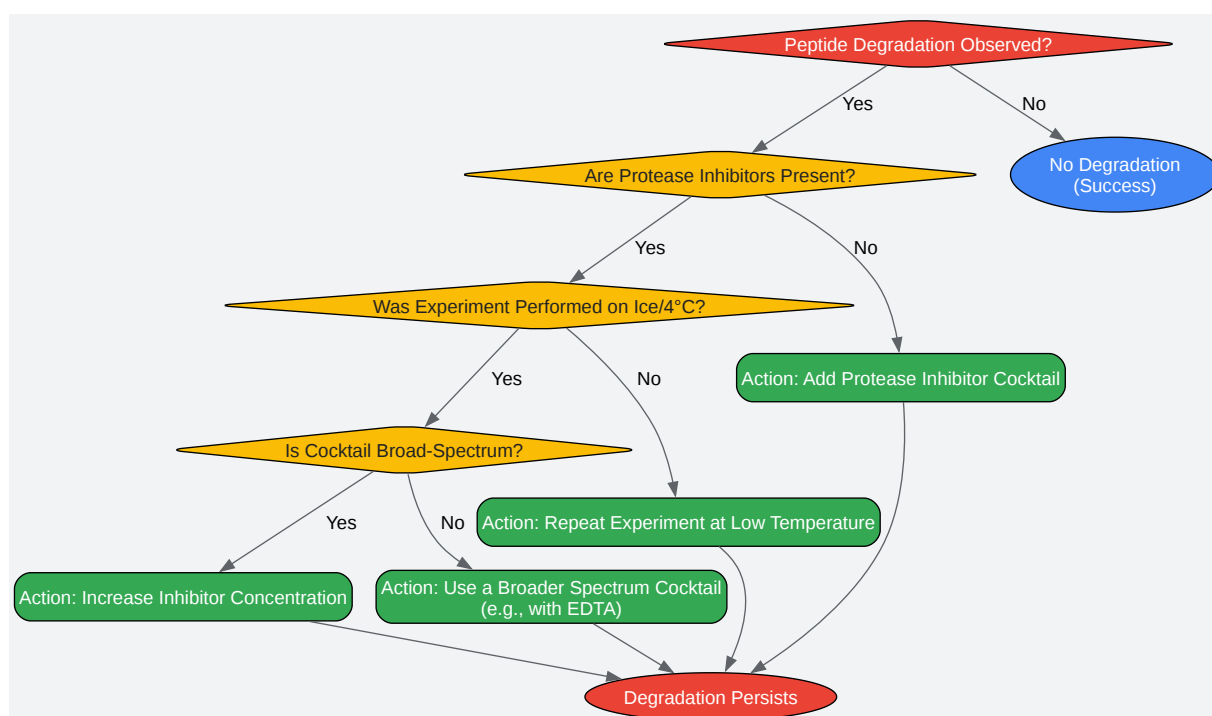 Peptide Degradation Observed?
Yes
No
Are Protease Inhibitors Present?
No Degradation
(Success)
Yes
No
Was Experiment Performed on Ice/4°C?
Action: Add Protease Inhibitor Cocktail
Yes
No
Is Cocktail Broad-Spectrum?
Action: Repeat Experiment at Low Temperature
Yes
No
Action: Increase Inhibitor Concentration
Action: Use a Broader Spectrum Cocktail
(e.g., with EDTA)
Degradation Persists